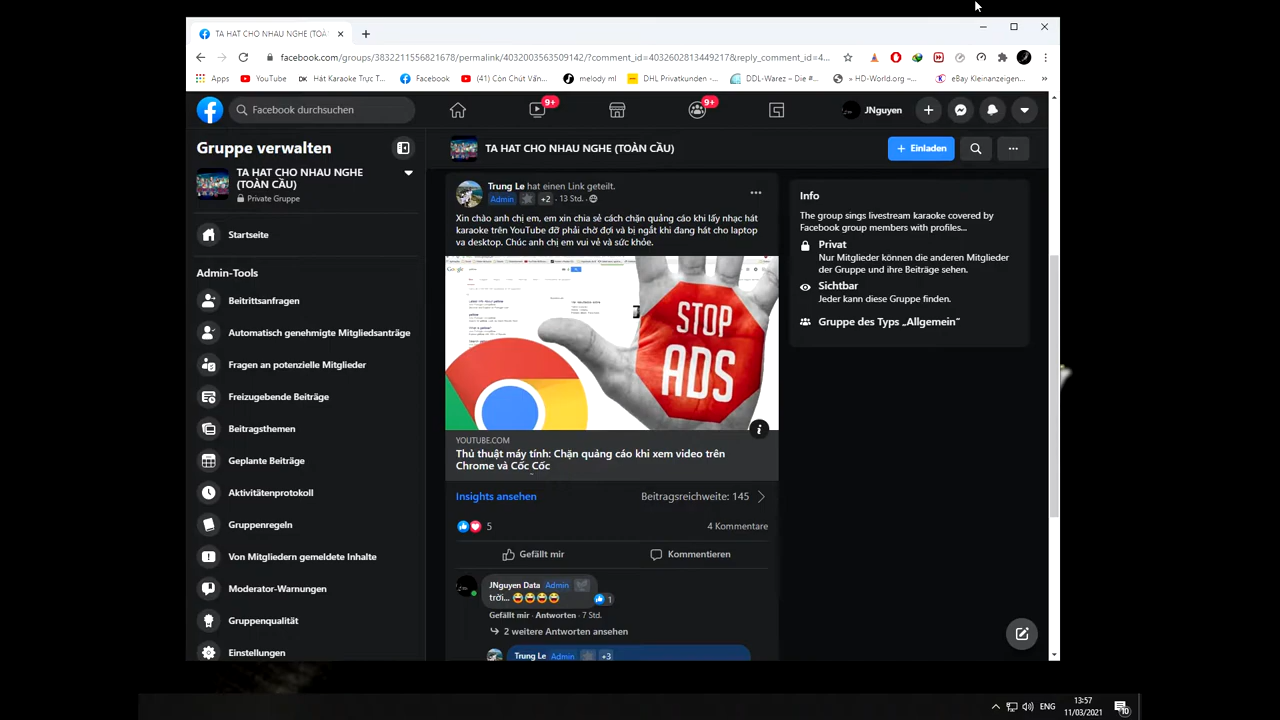 TA HAT CHO NHAU NGHE (TOÀ
facebook.com/groups/3832211556821678/permalink/4032003563509142/?comment_id=4032602813449217&reply_comment_id=4...
Apps
YouTube
Hát Karaoke Trực T...
Facebook
(41) Còn Chút Vấn...
melody ml
DHL Privatkunden -...
DDL-Warez – Die #...
» HD-World.org »...
eBay Kleinanzeigen...
»
Facebook durchsuchen
9+
9+
JNguyen
Gruppe verwalten
TA HAT CHO NHAU NGHE
(TOÀN CẦU)
Private Gruppe
Startseite
Admin-Tools
Beitrittsanfragen
Automatisch genehmigte Mitgliedsanträge
Fragen an potenzielle Mitglieder
Freizugebende Beiträge
Beitragsthemen
Geplante Beiträge
Aktivitätenprotokoll
Gruppenregeln
Von Mitgliedern gemeldete Inhalte
Moderator-Warnungen
Gruppenqualität
Einstellungen
TA HAT CHO NHAU NGHE (TOÀN CẦU)
+ Einladen
Trung Le hat einen Link geteilt.
Admin +2 · 13 Std. ·
Xin chào anh chị em, em xin chia sẻ cách chặn quảng cáo khi lấy nhạc hát
karaoke trên YouTube đỡ phải chờ đợi và bị ngắt khi đang hát cho laptop
va desktop. Chúc anh chị em vui vẻ và sức khỏe.
Google
STOP
ADS
YOUTUBE.COM
Thủ thuật máy tính: Chặn quảng cáo khi xem video trên
Chrome và Cốc Cốc
Insights ansehen
Beitragsreichweite: 145
5
4 Kommentare
Gefällt mir
Kommentieren
JNguyen Data Admin
trời... 😆😆😆😆
1
Gefällt mir · Antworten · 7 Std.
2 weitere Antworten ansehen
Trung Le Admin +3
Info
The group sings livestream karaoke covered by
Facebook group members with profiles...
Privat
Nur Mitglieder können die anderen Mitglieder
der Gruppe und ihre Beiträge sehen.
Sichtbar
Jeder kann diese Gruppe finden.
Gruppe des Typs „Allgemein“
ENG
13:57
11/03/2021
10